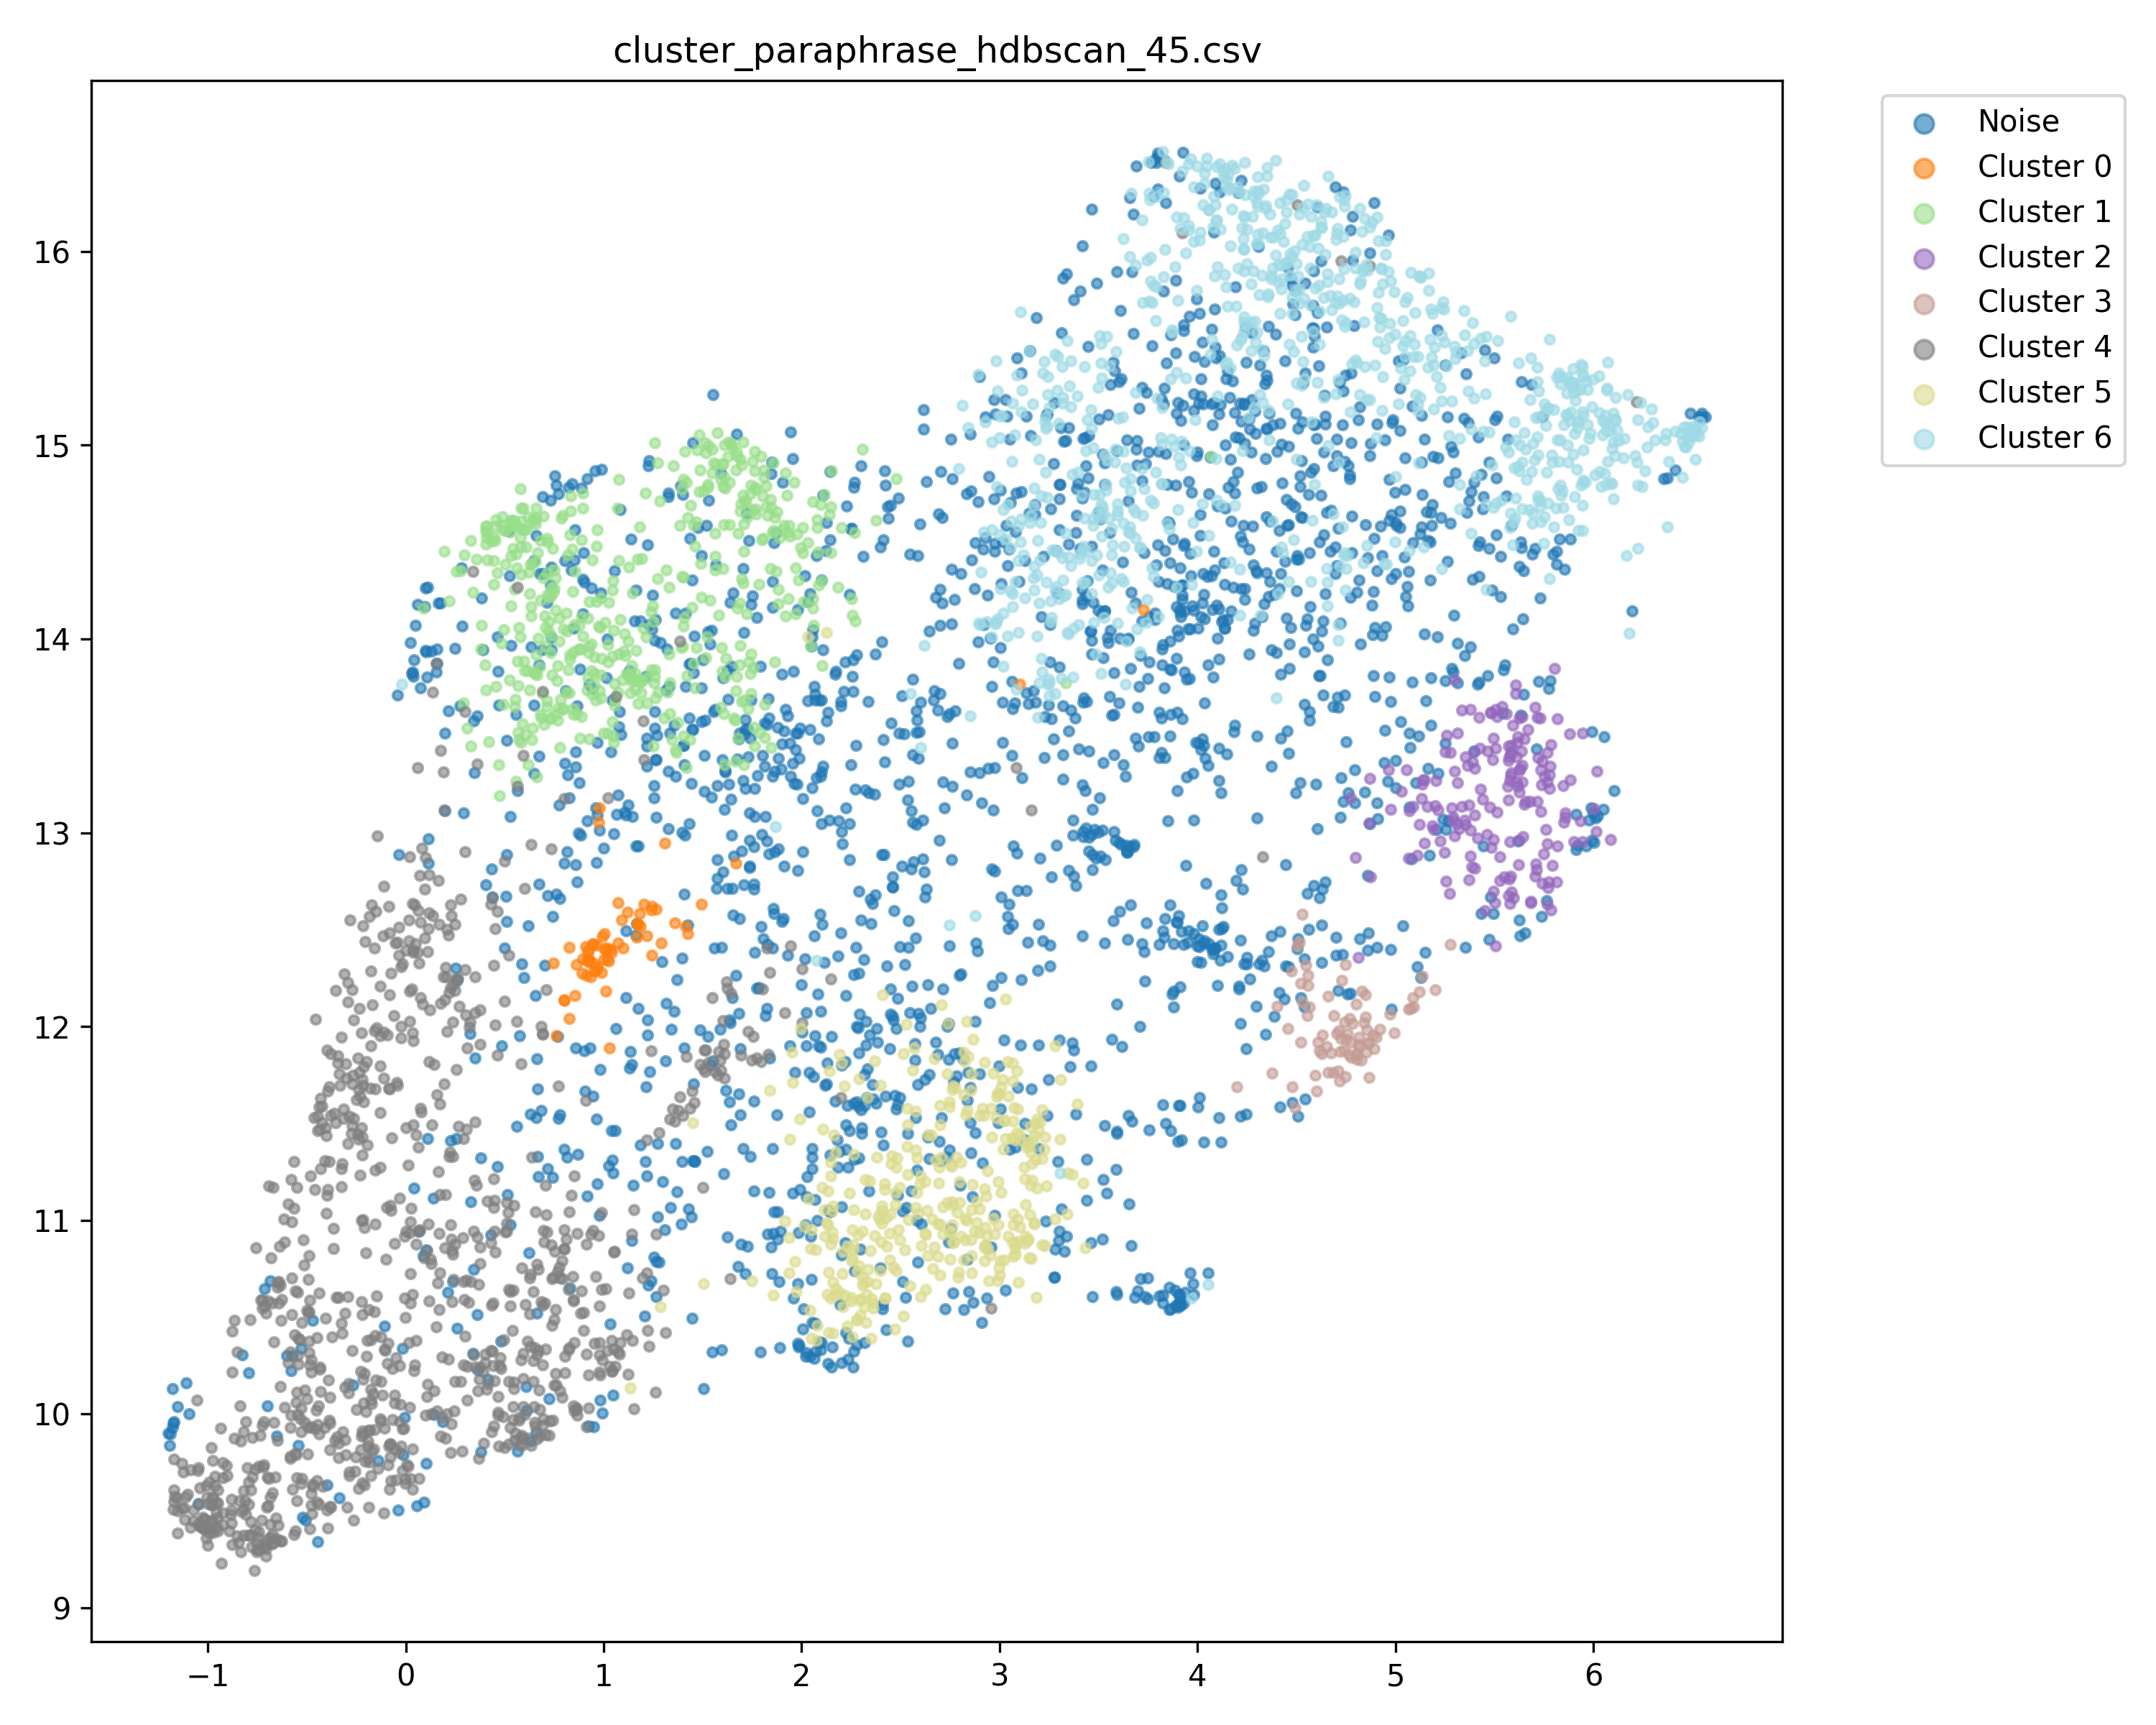 cluster_paraphrase_hdbscan_45.csv
Noise
Cluster 0
Cluster 1
Cluster 2
Cluster 3
Cluster 4
Cluster 5
Cluster 6
16
15
14
13
12
11
10
9
−1 0 1 2 3 4 5 6